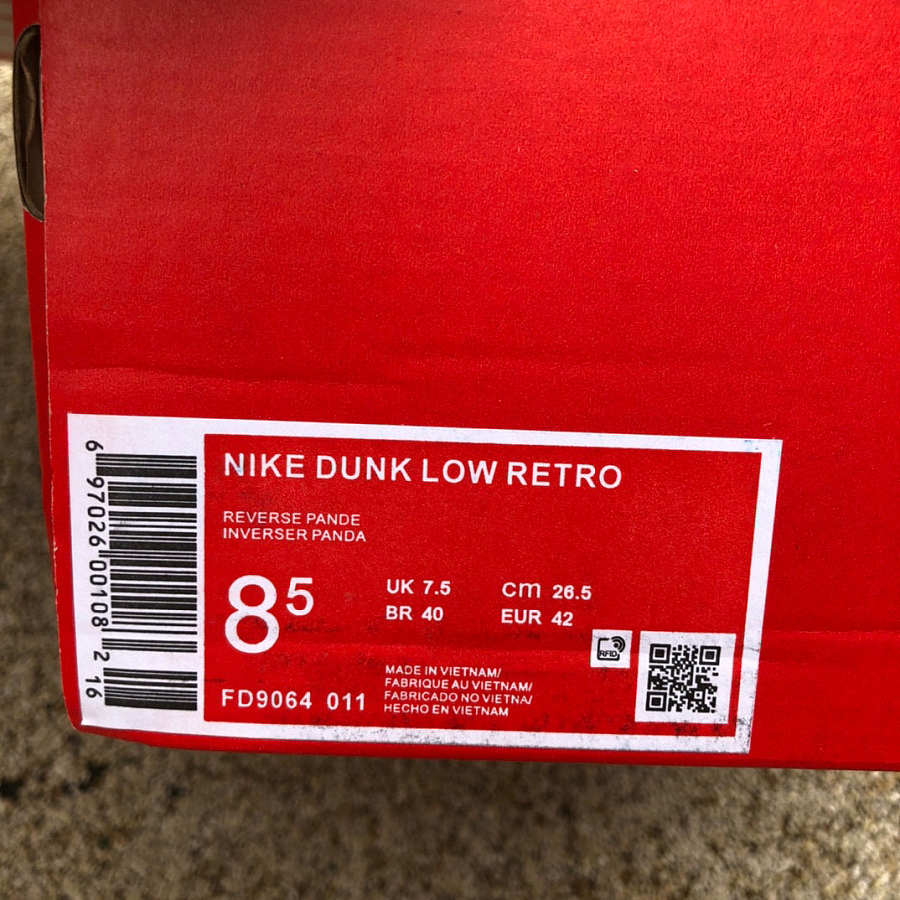 NIKE DUNK LOW RETRO
REVERSE PANDE
INVERSER PANDA
8 5
UK 7.5 cm 26.5
BR 40 EUR 42
FD9064 011
MADE IN VIETNAM/
FABRIQUE AU VIETNAM/
FABRICADO NO VIETNA/
HECHO EN VIETNAM
RFID
6 97026 00108 2 16